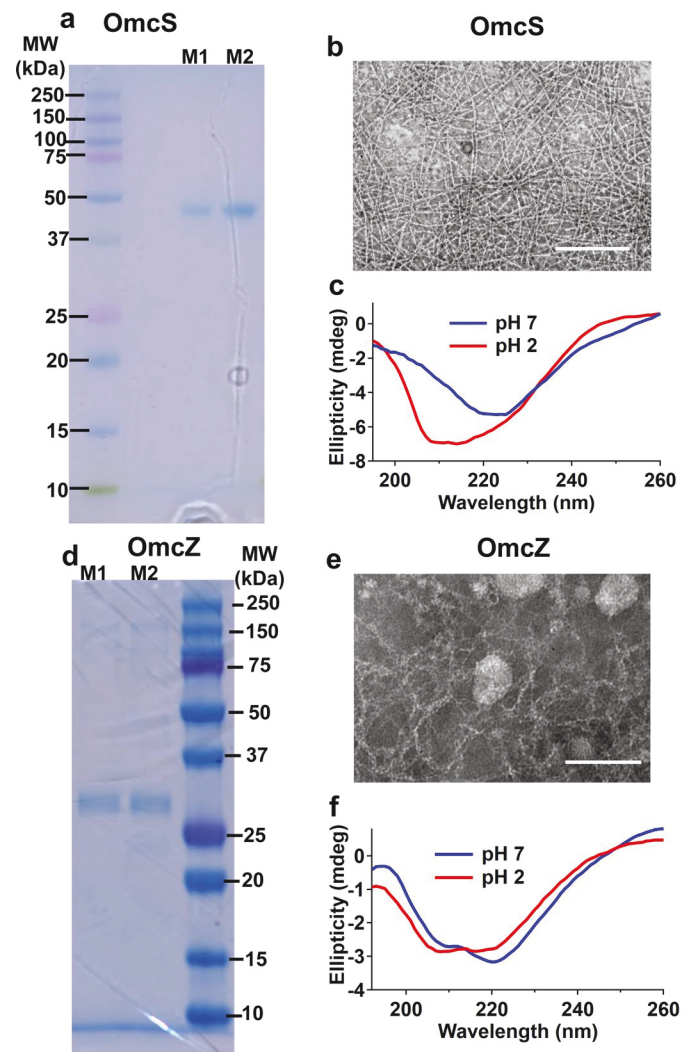 a
OmcS
MW
(kDa)
M1 M2
250
150
100
75
50
37
25
20
15
10
b
OmcS
c
Ellipticity (mdeg)
0
-2
-4
-6
-8
pH 7
pH 2
200 220 240 260
Wavelength (nm)
d
OmcZ
M1 M2
MW
(kDa)
250
150
75
50
37
25
20
15
10
e
OmcZ
f
Ellipticity (mdeg)
0
-1
-2
-3
-4
pH 7
pH 2
200 220 240 260
Wavelength (nm)